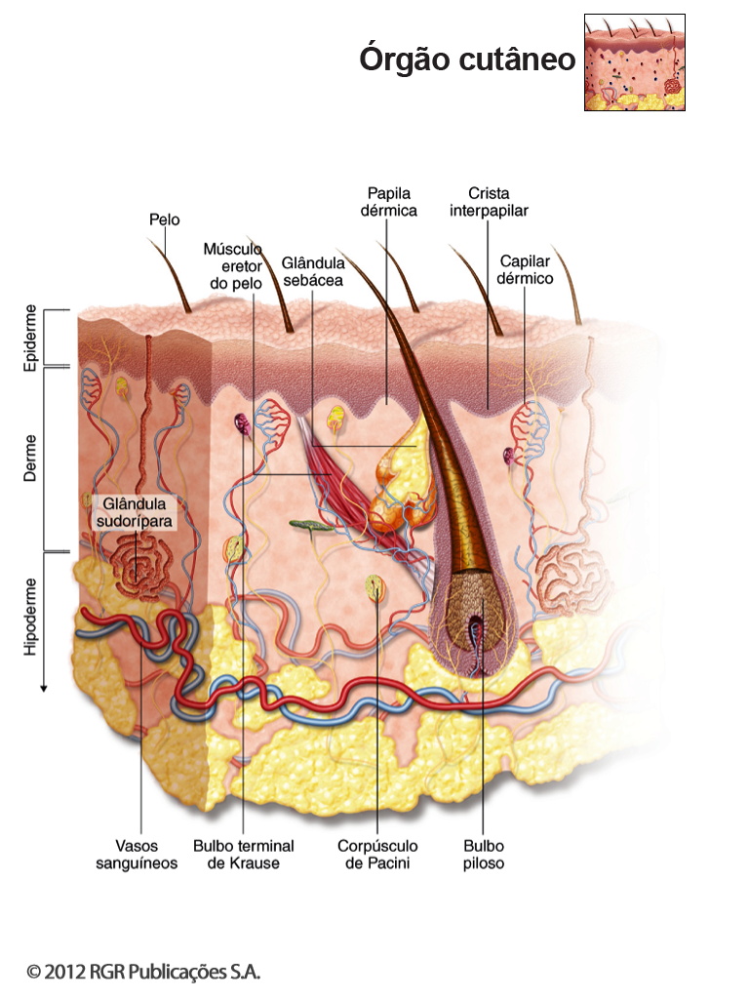 Órgão cutâneo
Papila
dérmica
Crista
interpapilar
Pelo
Músculo
eretor
do pelo
Glândula
sebácea
Capilar
dérmico
Epiderme
Derme
Hipoderme
Glândula
sudorípara
Vasos
sanguíneos
Bulbo terminal
de Krause
Corpúsculo
de Pacini
Bulbo
piloso
© 2012 RGR Publicações S.A.